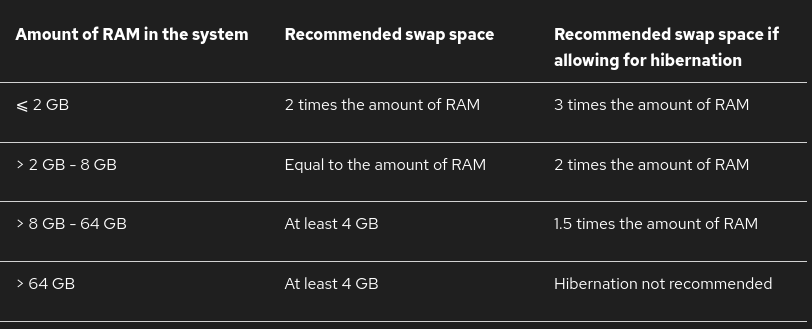 Amount of RAM in the system Recommended swap space Recommended swap space if
allowing for hibernation
⩽ 2 GB 2 times the amount of RAM 3 times the amount of RAM
> 2 GB - 8 GB Equal to the amount of RAM 2 times the amount of RAM
> 8 GB - 64 GB At least 4 GB 1.5 times the amount of RAM
> 64 GB At least 4 GB Hibernation not recommended